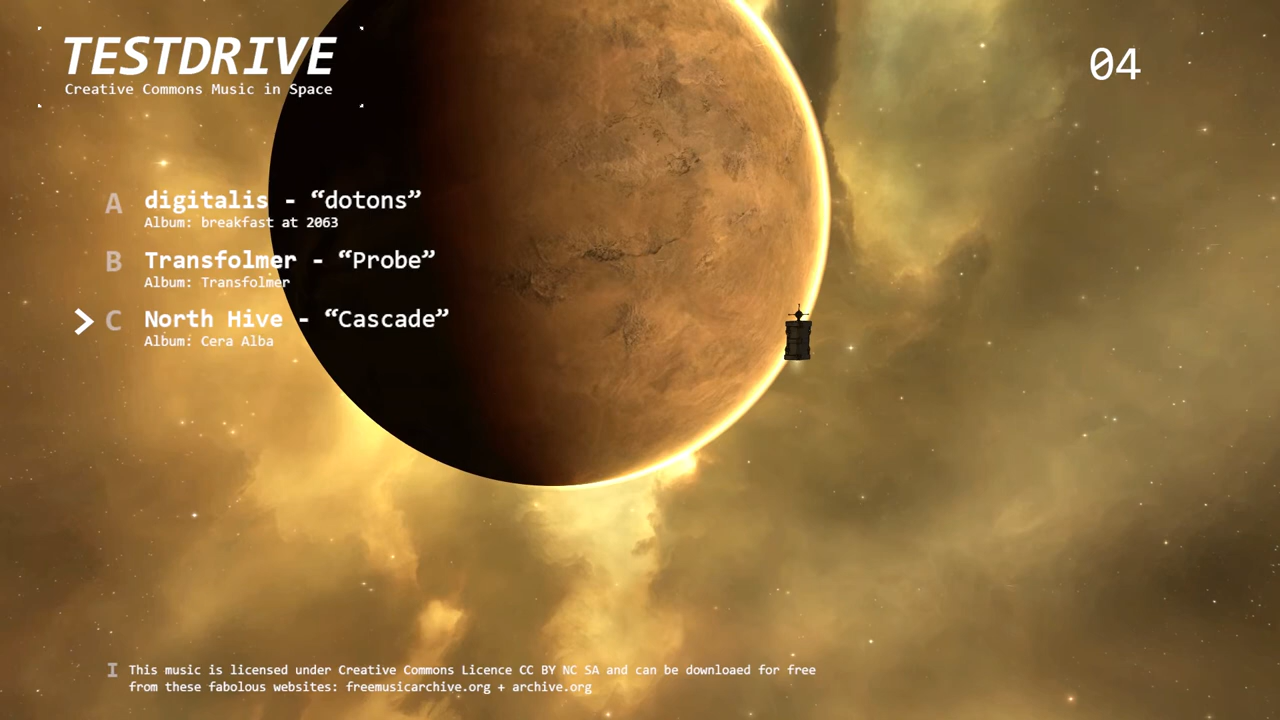 TESTDRIVE
Creative Commons Music in Space
04
A digitalis - “dotons”
Album: breakfast at 2063
B Transfolmer - “Probe”
Album: Transfolmer
> C North Hive - “Cascade”
Album: Cera Alba
I This music is licensed under Creative Commons Licence CC BY NC SA and can be downloaed for free
from these fabolous websites: freemusicarchive.org + archive.org